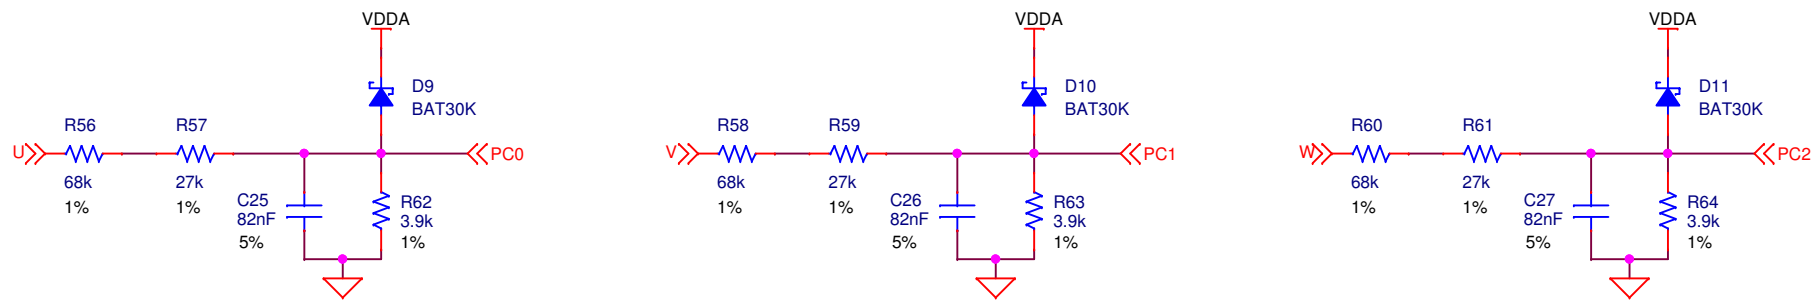 VDDA
D9
BAT30K
R56
R57
U
PC0
68k
27k
1%
1%
C25
82nF
5%
R62
3.9k
1%
VDDA
D10
BAT30K
R58
R59
V
PC1
68k
27k
1%
1%
C26
82nF
5%
R63
3.9k
1%
VDDA
D11
BAT30K
R60
R61
W
PC2
68k
27k
1%
1%
C27
82nF
5%
R64
3.9k
1%